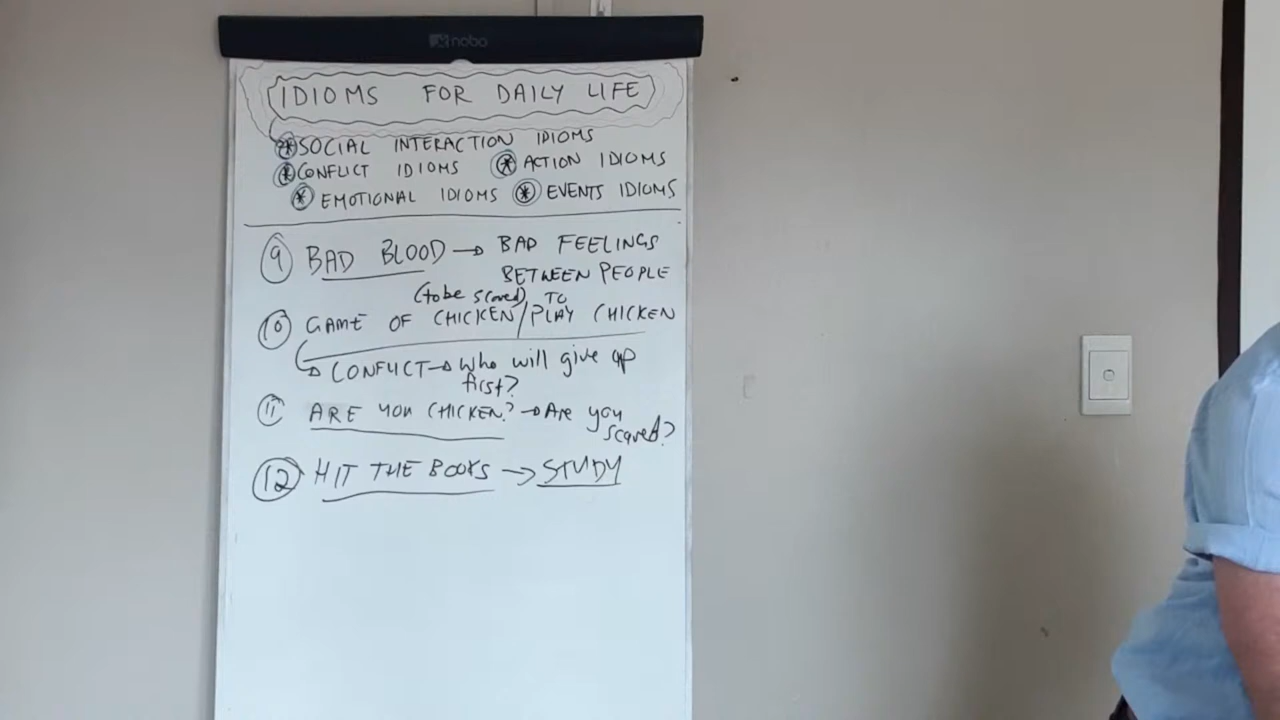 nobo
IDIOMS FOR DAILY LIFE
* SOCIAL INTERACTION IDIOMS
* CONFLICT IDIOMS * ACTION IDIOMS
* EMOTIONAL IDIOMS * EVENTS IDIOMS
9 BAD BLOOD → BAD FEELINGS
BETWEEN PEOPLE
(to be scared) TO
10 GAME OF CHICKEN / PLAY CHICKEN
→ CONFLICT → Who will give up
first?
11 ARE YOU CHICKEN? → Are you
scared?
12 HIT THE BOOKS → STUDY